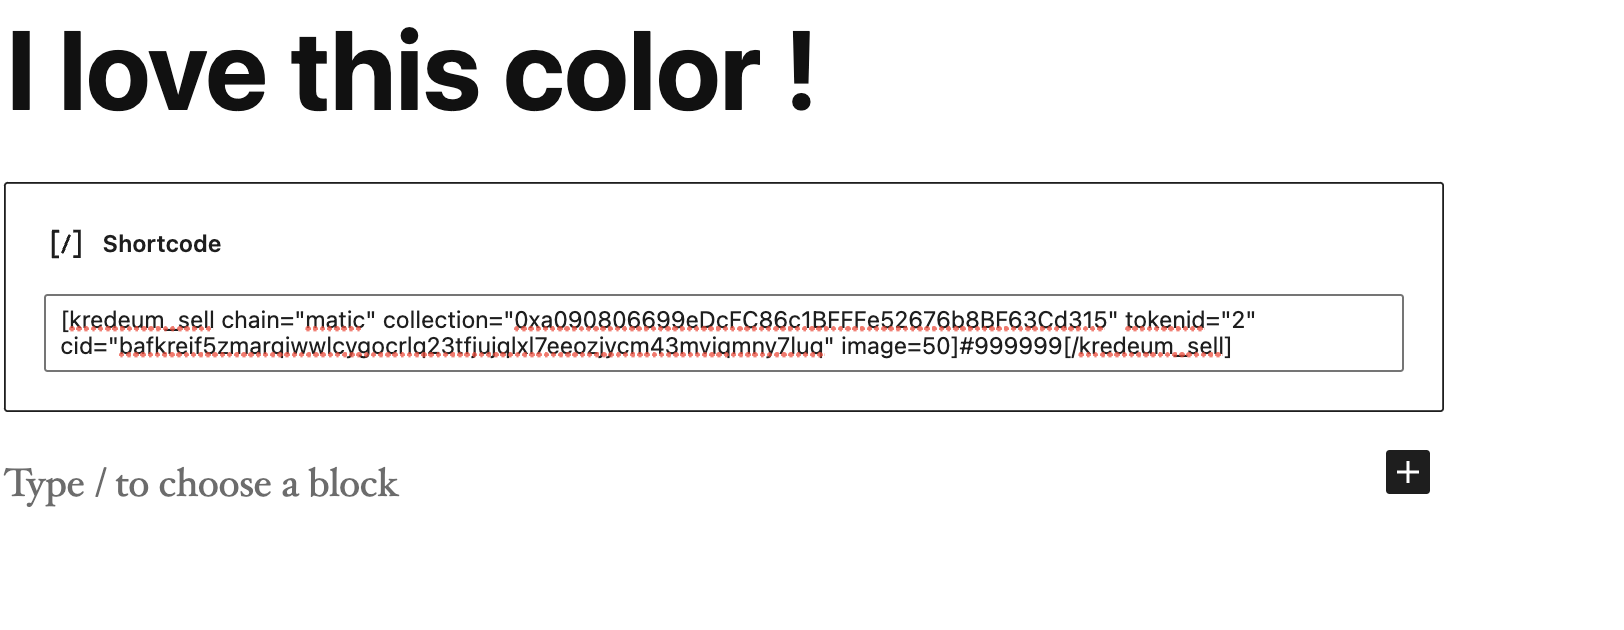 I love this color !
[/] Shortcode
[kredeum_sell chain="matic" collection="0xa090806699eDcFC86c1BFFFe52676b8BF63Cd315" tokenid="2"
cid="bafkreif5zmarqiwwlcygocrlq23tfjujqlxl7eeozjycm43mviqmny7luq" image=50]#999999[/kredeum_sell]
Type / to choose a block